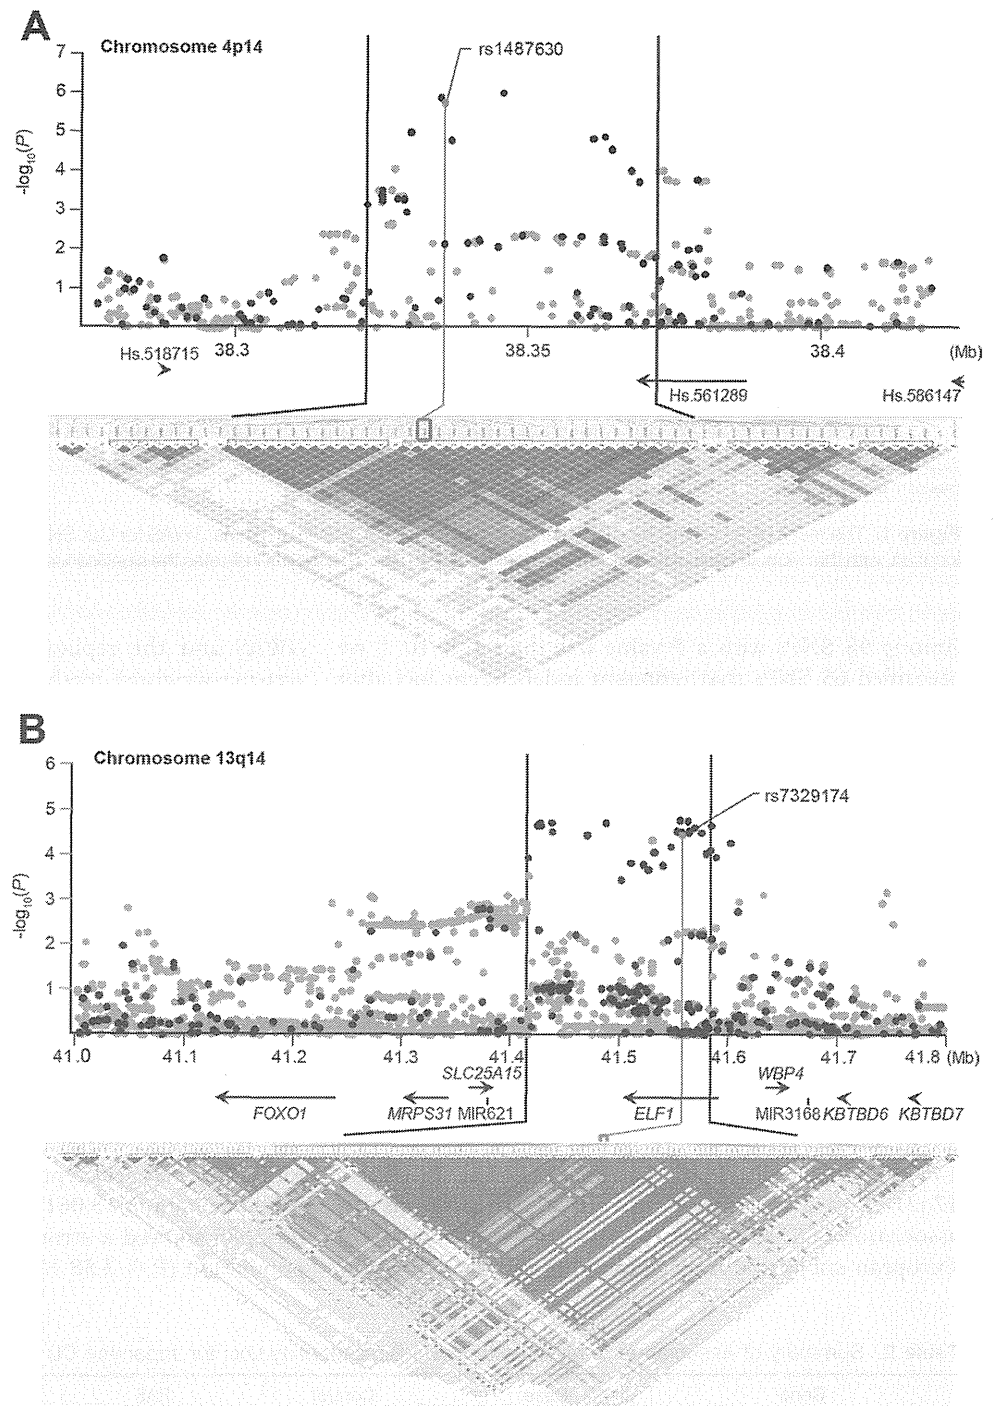 A
Chromosome 4p14
rs1487630
7
6
5
4
3
2
1
-log10(P)
38.3
38.35
38.4
(Mb)
Hs.518715
Hs.561289
Hs.586147
B
Chromosome 13q14
rs7329174
6
5
4
3
2
1
-log10(P)
41.0
41.1
41.2
41.3
41.4
41.5
41.6
41.7
41.8
(Mb)
SLC25A15
WBP4
FOXO1
MRPS31
MIR621
ELF1
MIR3168
KBTBD6
KBTBD7